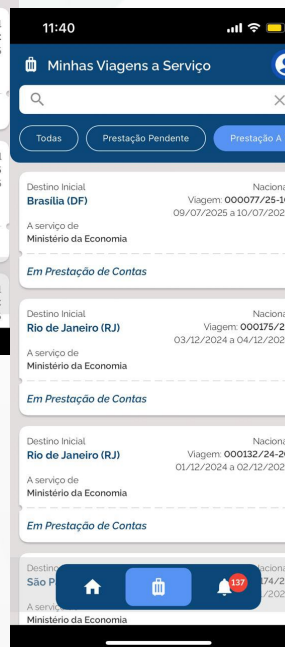 11:40
Minhas Viagens a Serviço
Todas
Prestação Pendente
Prestação A
Destino Inicial
Brasília (DF)
A serviço de
Ministério da Economia
Viagem: 000077/25-1
09/07/2025 a 10/07/202
Em Prestação de Contas
Destino Inicial
Rio de Janeiro (RJ)
A serviço de
Ministério da Economia
Viagem: 000175/2
03/12/2024 a 04/12/202
Em Prestação de Contas
Destino Inicial
Rio de Janeiro (RJ)
A serviço de
Ministério da Economia
Viagem: 000132/24-2
01/12/2024 a 02/12/202
Em Prestação de Contas
137
Ministério da Economia